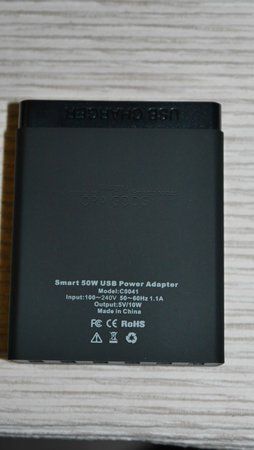 USB CHARGER
Smart 50W USB Power Adapter
Model:C0041
Input:100~240V 50~60Hz 1.1A
Output:5V/10W
Made in China
FC CE RoHS